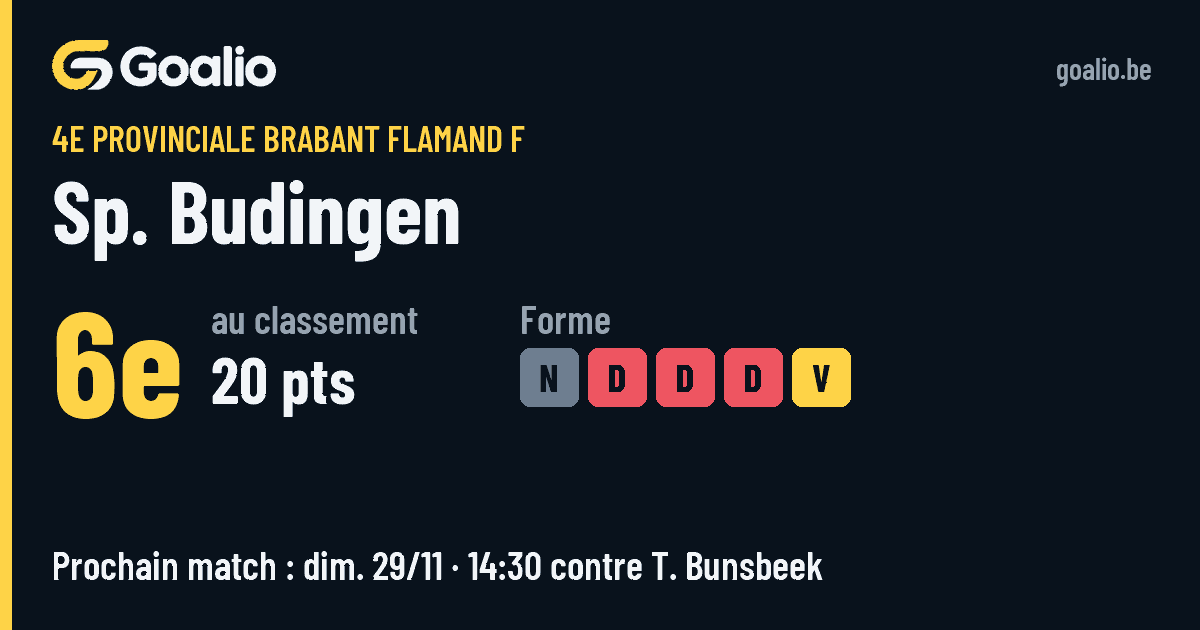 Goalio
goalio.be
4E PROVINCIALE BRABANT FLAMAND F
Sp. Budingen
6e
au classement
20 pts
Forme
N D D D V
Prochain match : dim. 29/11 · 14:30 contre T. Bunsbeek